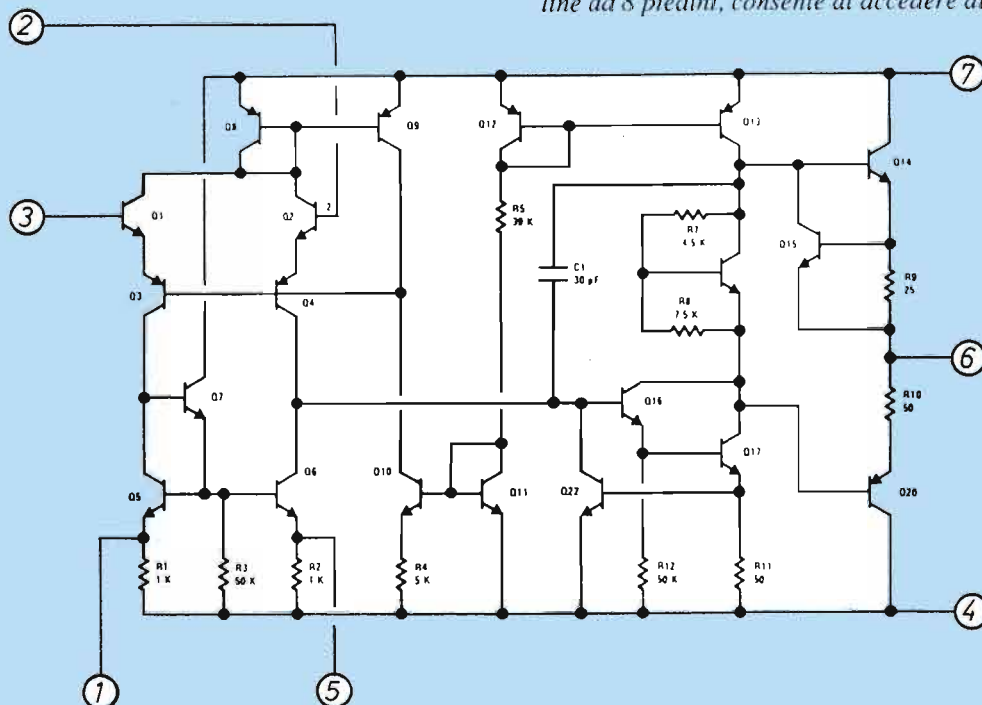 line da 8 piedini, consente di accedere
2
7
Q8
Q9
Q12
Q13
Q14
3
Q1
Q2
2
R5
39 K
R7
4.5 K
Q15
Q3
Q4
C1
30 pF
R9
25
R8
7.5 K
6
Q7
R10
50
Q16
Q5
Q6
Q10
Q11
Q22
Q17
Q20
R1
1 K
R3
50 K
R2
1 K
R4
5 K
R12
50 K
R11
50
4
1
5